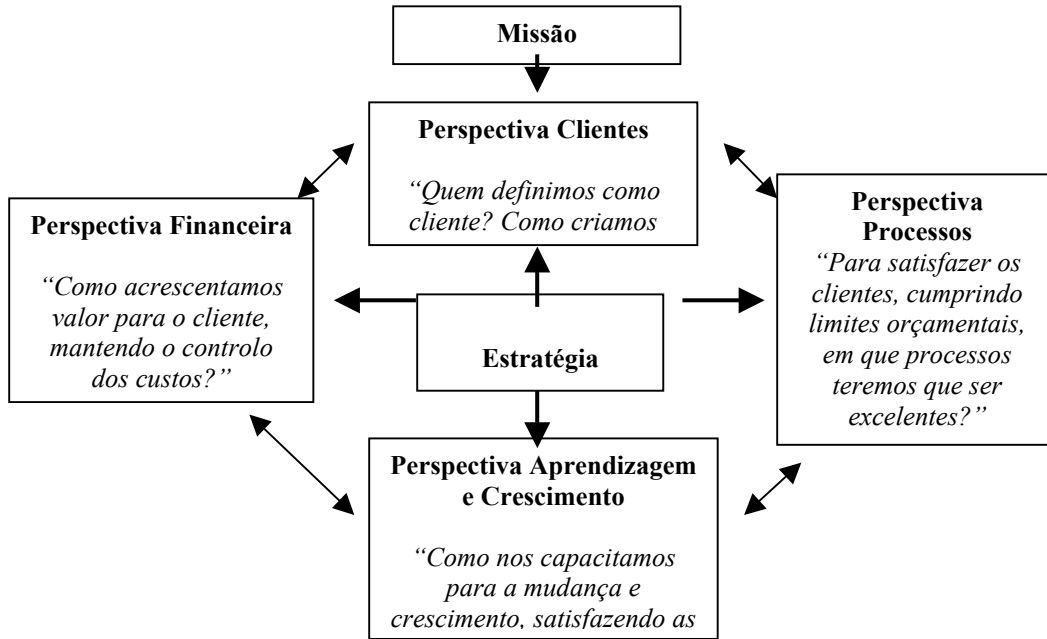 Missão
Perspectiva Clientes
“Quem definimos como
cliente? Como criamos
Perspectiva Financeira
“Como acrescentamos
valor para o cliente,
mantendo o controlo
dos custos?”
Estratégia
Perspectiva
Processos
“Para satisfazer os
clientes, cumprindo
limites orçamentais,
em que processos
teremos que ser
excelentes?”
Perspectiva Aprendizagem
e Crescimento
“Como nos capacitamos
para a mudança e
crescimento, satisfazendo as